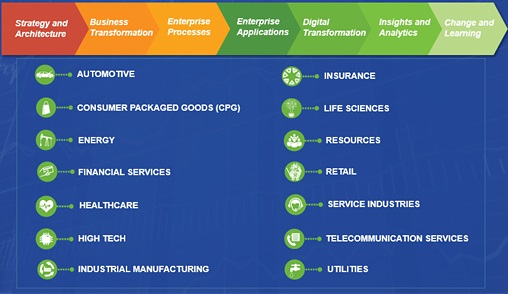 Strategy and
Architecture
Business
Transformation
Enterprise
Processes
Enterprise
Applications
Digital
Transformation
Insights and
Analytics
Change and
Learning
AUTOMOTIVE
CONSUMER PACKAGED GOODS (CPG)
ENERGY
FINANCIAL SERVICES
HEALTHCARE
HIGH TECH
INDUSTRIAL MANUFACTURING
INSURANCE
LIFE SCIENCES
RESOURCES
RETAIL
SERVICE INDUSTRIES
TELECOMMUNICATION SERVICES
UTILITIES